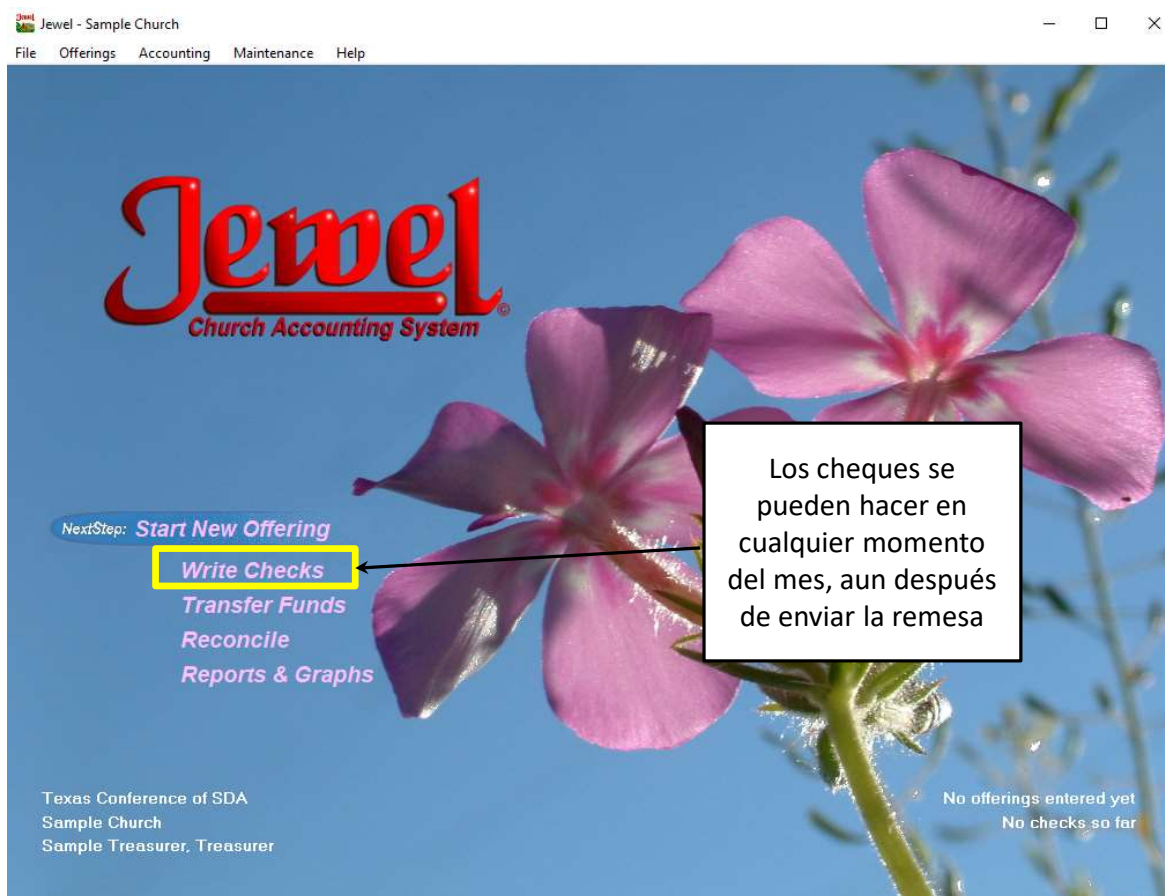 Jewel - Sample Church
File Offerings Accounting Maintenance Help
Jewel
Church Accounting System
Los cheques se
pueden hacer en
cualquier momento
del mes, aun después
de enviar la remesa
NextStep: Start New Offering
Write Checks
Transfer Funds
Reconcile
Reports & Graphs
Texas Conference of SDA
Sample Church
Sample Treasurer, Treasurer
No offerings entered yet
No checks so far